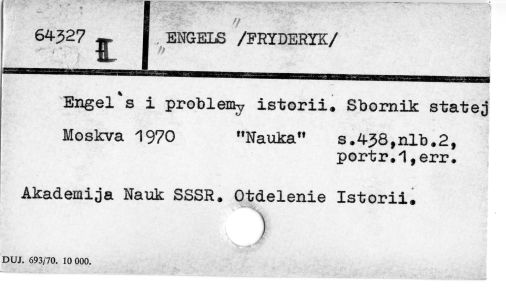 64327 II „ENGELS" /FRYDERYK/
Engel`s i problemy istorii. Sbornik statej
Moskva 1970 "Nauka" s.438,nlb.2,
portr.1,err.
Akademija Nauk SSSR. Otdelenie Istorii.
DUJ. 693/70. 10 000.